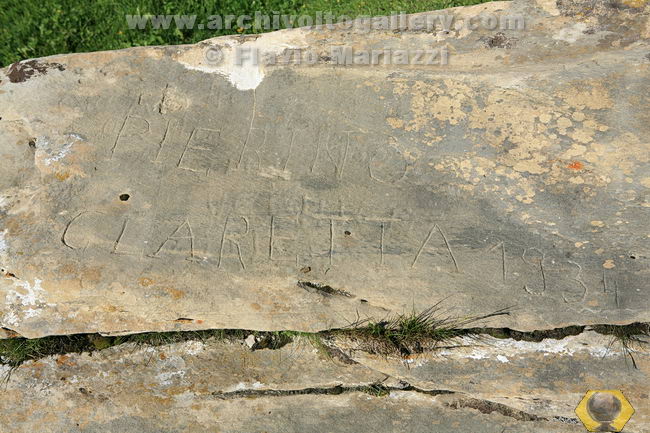 www.archivoltogallery.com
© Flavio Mariazzi
PIERINO
CLARETTA 1934